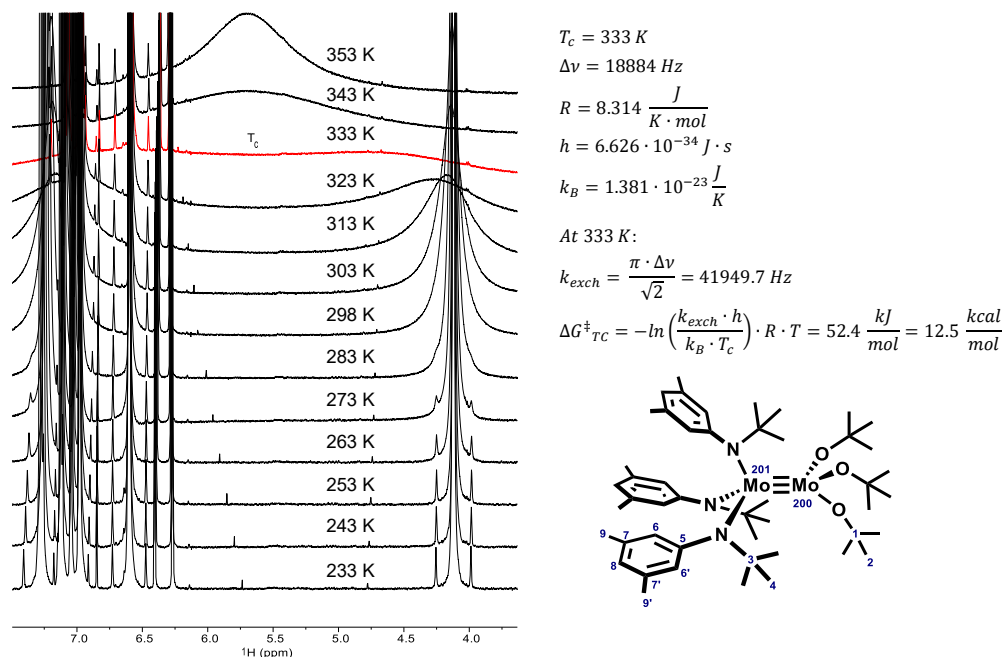 353 K
343 K
T_c
333 K
323 K
313 K
303 K
298 K
283 K
273 K
263 K
253 K
243 K
233 K
7.0 6.5 6.0 5.5 5.0 4.5 4.0
¹H (ppm)
T_c = 333 K
Δν = 18884 Hz
R = 8.314 J/(K · mol)
h = 6.626 · 10⁻³⁴ J · s
k_B = 1.381 · 10⁻²³ J/K
At 333 K:
k_exch = (π · Δν)/√2 = 41949.7 Hz
ΔG‡_TC = −ln((k_exch · h)/(k_B · T_c)) · R · T = 52.4 kJ/mol = 12.5 kcal/mol
N
O
201
Mo≡Mo O
200
N
O
9 7 6 5 N 1
8 3 2
7' 6' 4
9'